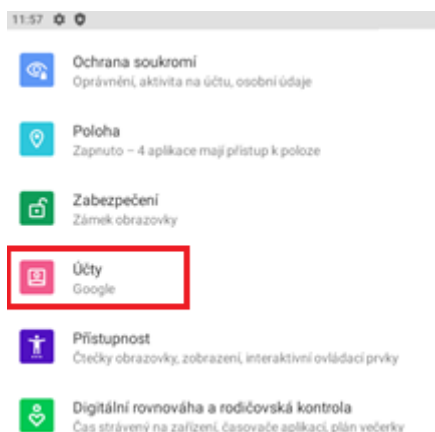 11:57
Ochrana soukromí
Oprávnění, aktivita na účtu, osobní údaje
Poloha
Zapnuto – 4 aplikace mají přístup k poloze
Zabezpečení
Zámek obrazovky
Účty
Google
Přístupnost
Čtečky obrazovky, zobrazení, interaktivní ovládací prvky
Digitální rovnováha a rodičovská kontrola
Čas strávený na zařízení, časovače aplikací, plán večerky